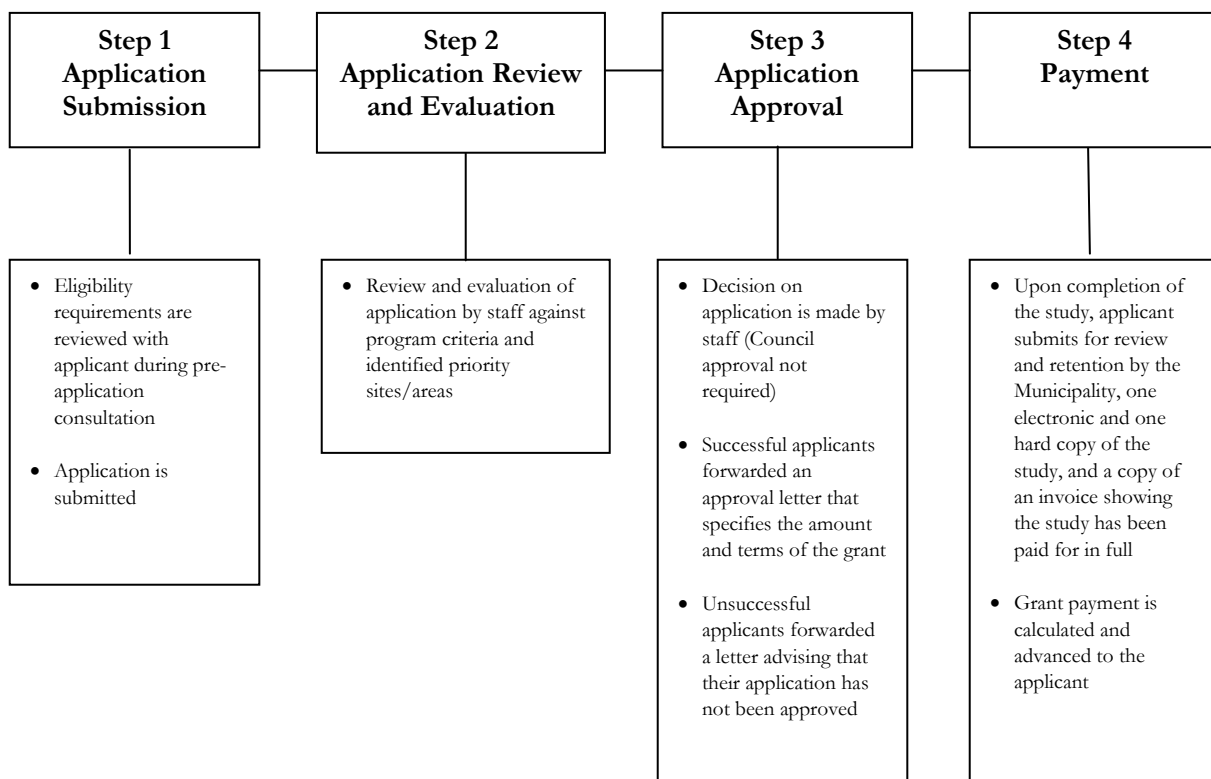 Step 1
Application
Submission
Step 2
Application Review
and Evaluation
Step 3
Application
Approval
Step 4
Payment
• Eligibility
requirements are
reviewed with
applicant during pre-
application
consultation
• Application is
submitted
• Review and evaluation of
application by staff against
program criteria and
identified priority
sites/areas
• Decision on
application is made by
staff (Council
approval not
required)
• Successful applicants
forwarded an
approval letter that
specifies the amount
and terms of the grant
• Unsuccessful
applicants forwarded
a letter advising that
their application has
not been approved
• Upon completion of
the study, applicant
submits for review
and retention by the
Municipality, one
electronic and one
hard copy of the
study, and a copy of
an invoice showing
the study has been
paid for in full
• Grant payment is
calculated and
advanced to the
applicant